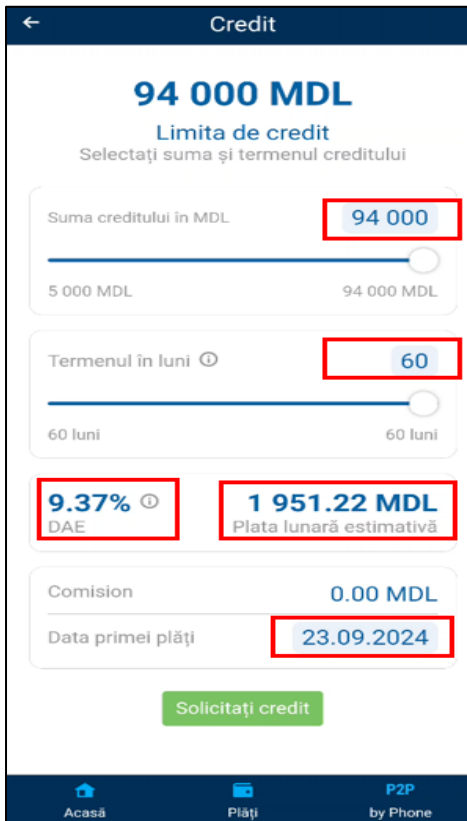 Credit
94 000 MDL
Limita de credit
Selectați suma și termenul creditului
Suma creditului în MDL 94 000
5 000 MDL 94 000 MDL
Termenul în luni 60
60 luni 60 luni
9.37% 1 951.22 MDL
DAE Plata lunară estimativă
Comision 0.00 MDL
Data primei plăți 23.09.2024
Solicitați credit
P2P
Acasă Plăți by Phone